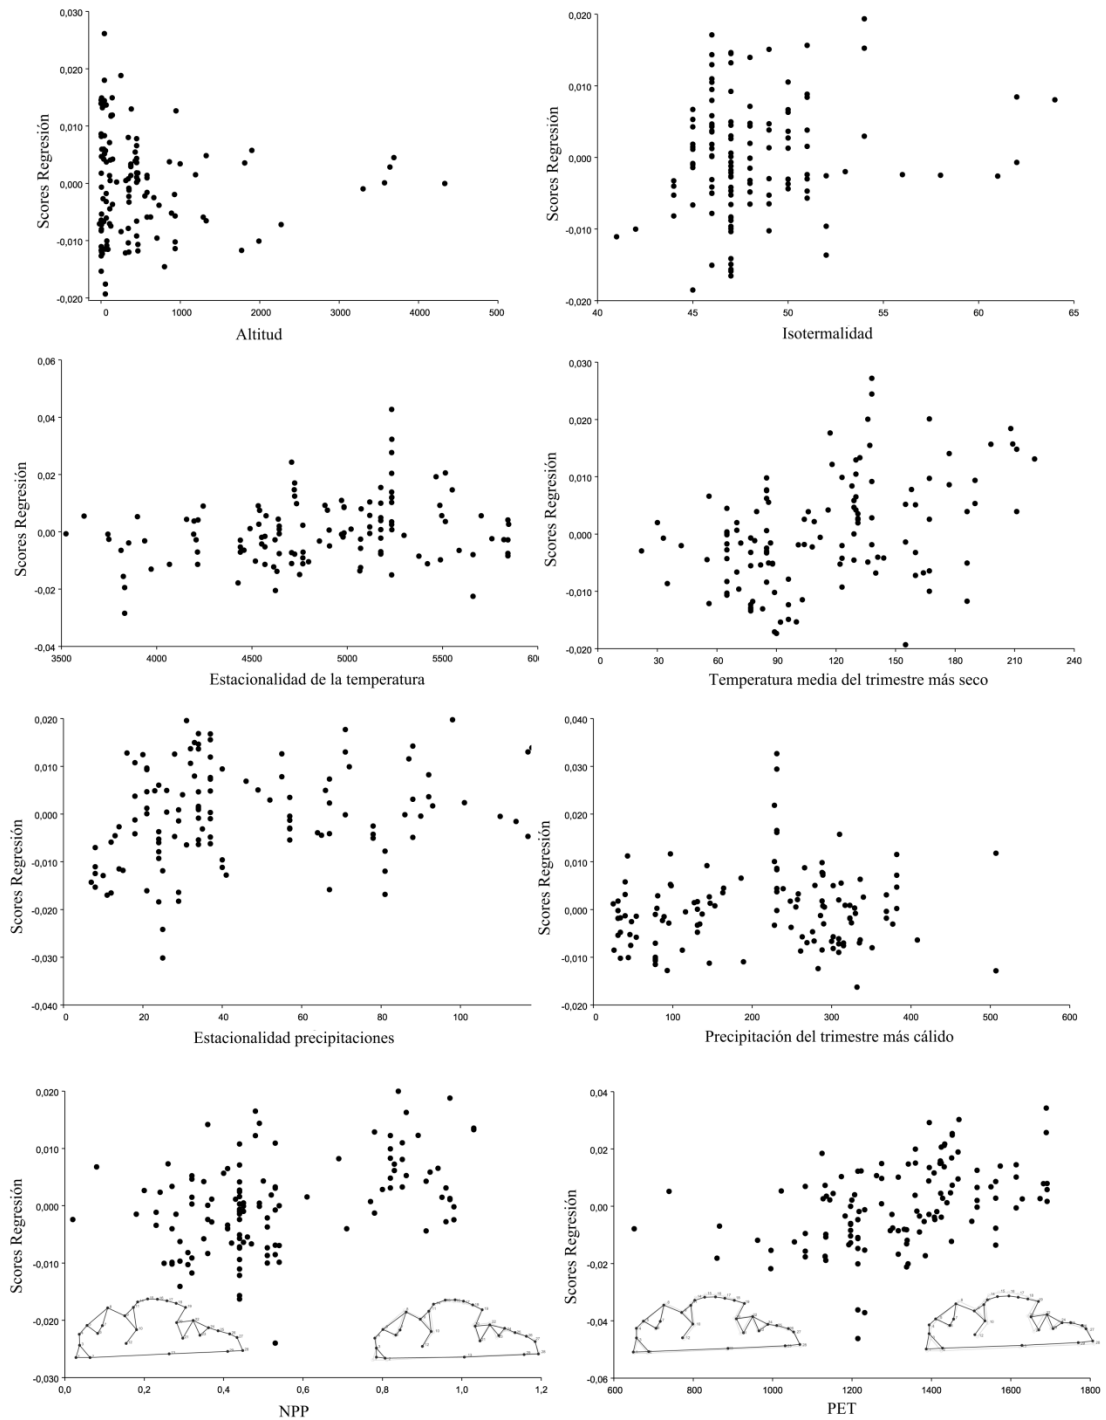 0,030
0,020
0,010
0,000
-0,010
-0,020
0 1000 2000 3000 4000 500
Scores Regresión
Altitud
0,020
0,010
0,000
-0,010
-0,020
40 45 50 55 60 65
Scores Regresión
Isotermalidad
0,06
0,04
0,02
0,00
-0,02
-0,04
3500 4000 4500 5000 5500 600
Scores Regresión
Estacionalidad de la temperatura
0,030
0,020
0,010
0,000
-0,010
-0,020
0 30 60 90 120 150 180 210 240
Scores Regresión
Temperatura media del trimestre más seco
0,020
0,010
0,000
-0,010
-0,020
-0,030
-0,040
0 20 40 60 80 100
Scores Regresión
Estacionalidad precipitaciones
0,040
0,030
0,020
0,010
0,000
-0,010
-0,020
0 100 200 300 400 500 600
Scores Regresión
Precipitación del trimestre más cálido
0,020
0,010
0,000
-0,010
-0,020
-0,030
0,0 0,2 0,4 0,6 0,8 1,0 1,2
Scores Regresión
NPP
0,04
0,02
0,00
-0,02
-0,04
-0,06
600 800 1000 1200 1400 1600 1800
Scores Regresión
PET